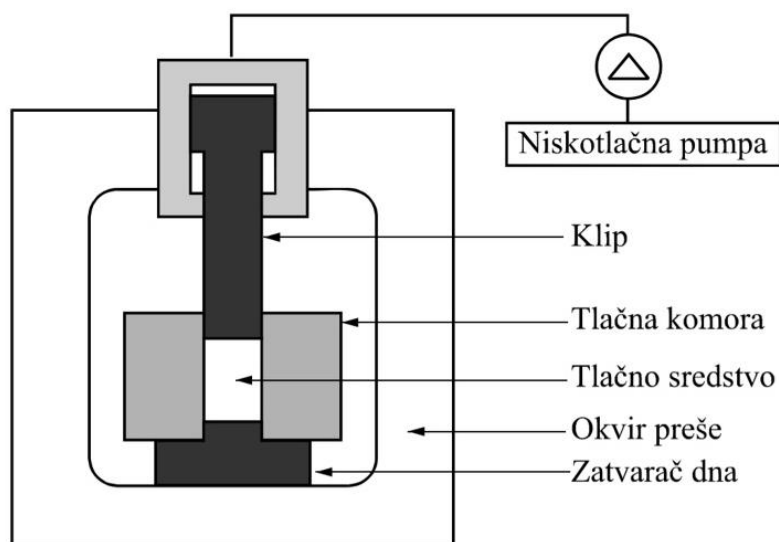 Niskotlačna pumpa
Klip
Tlačna komora
Tlačno sredstvo
Okvir preše
Zatvarač dna